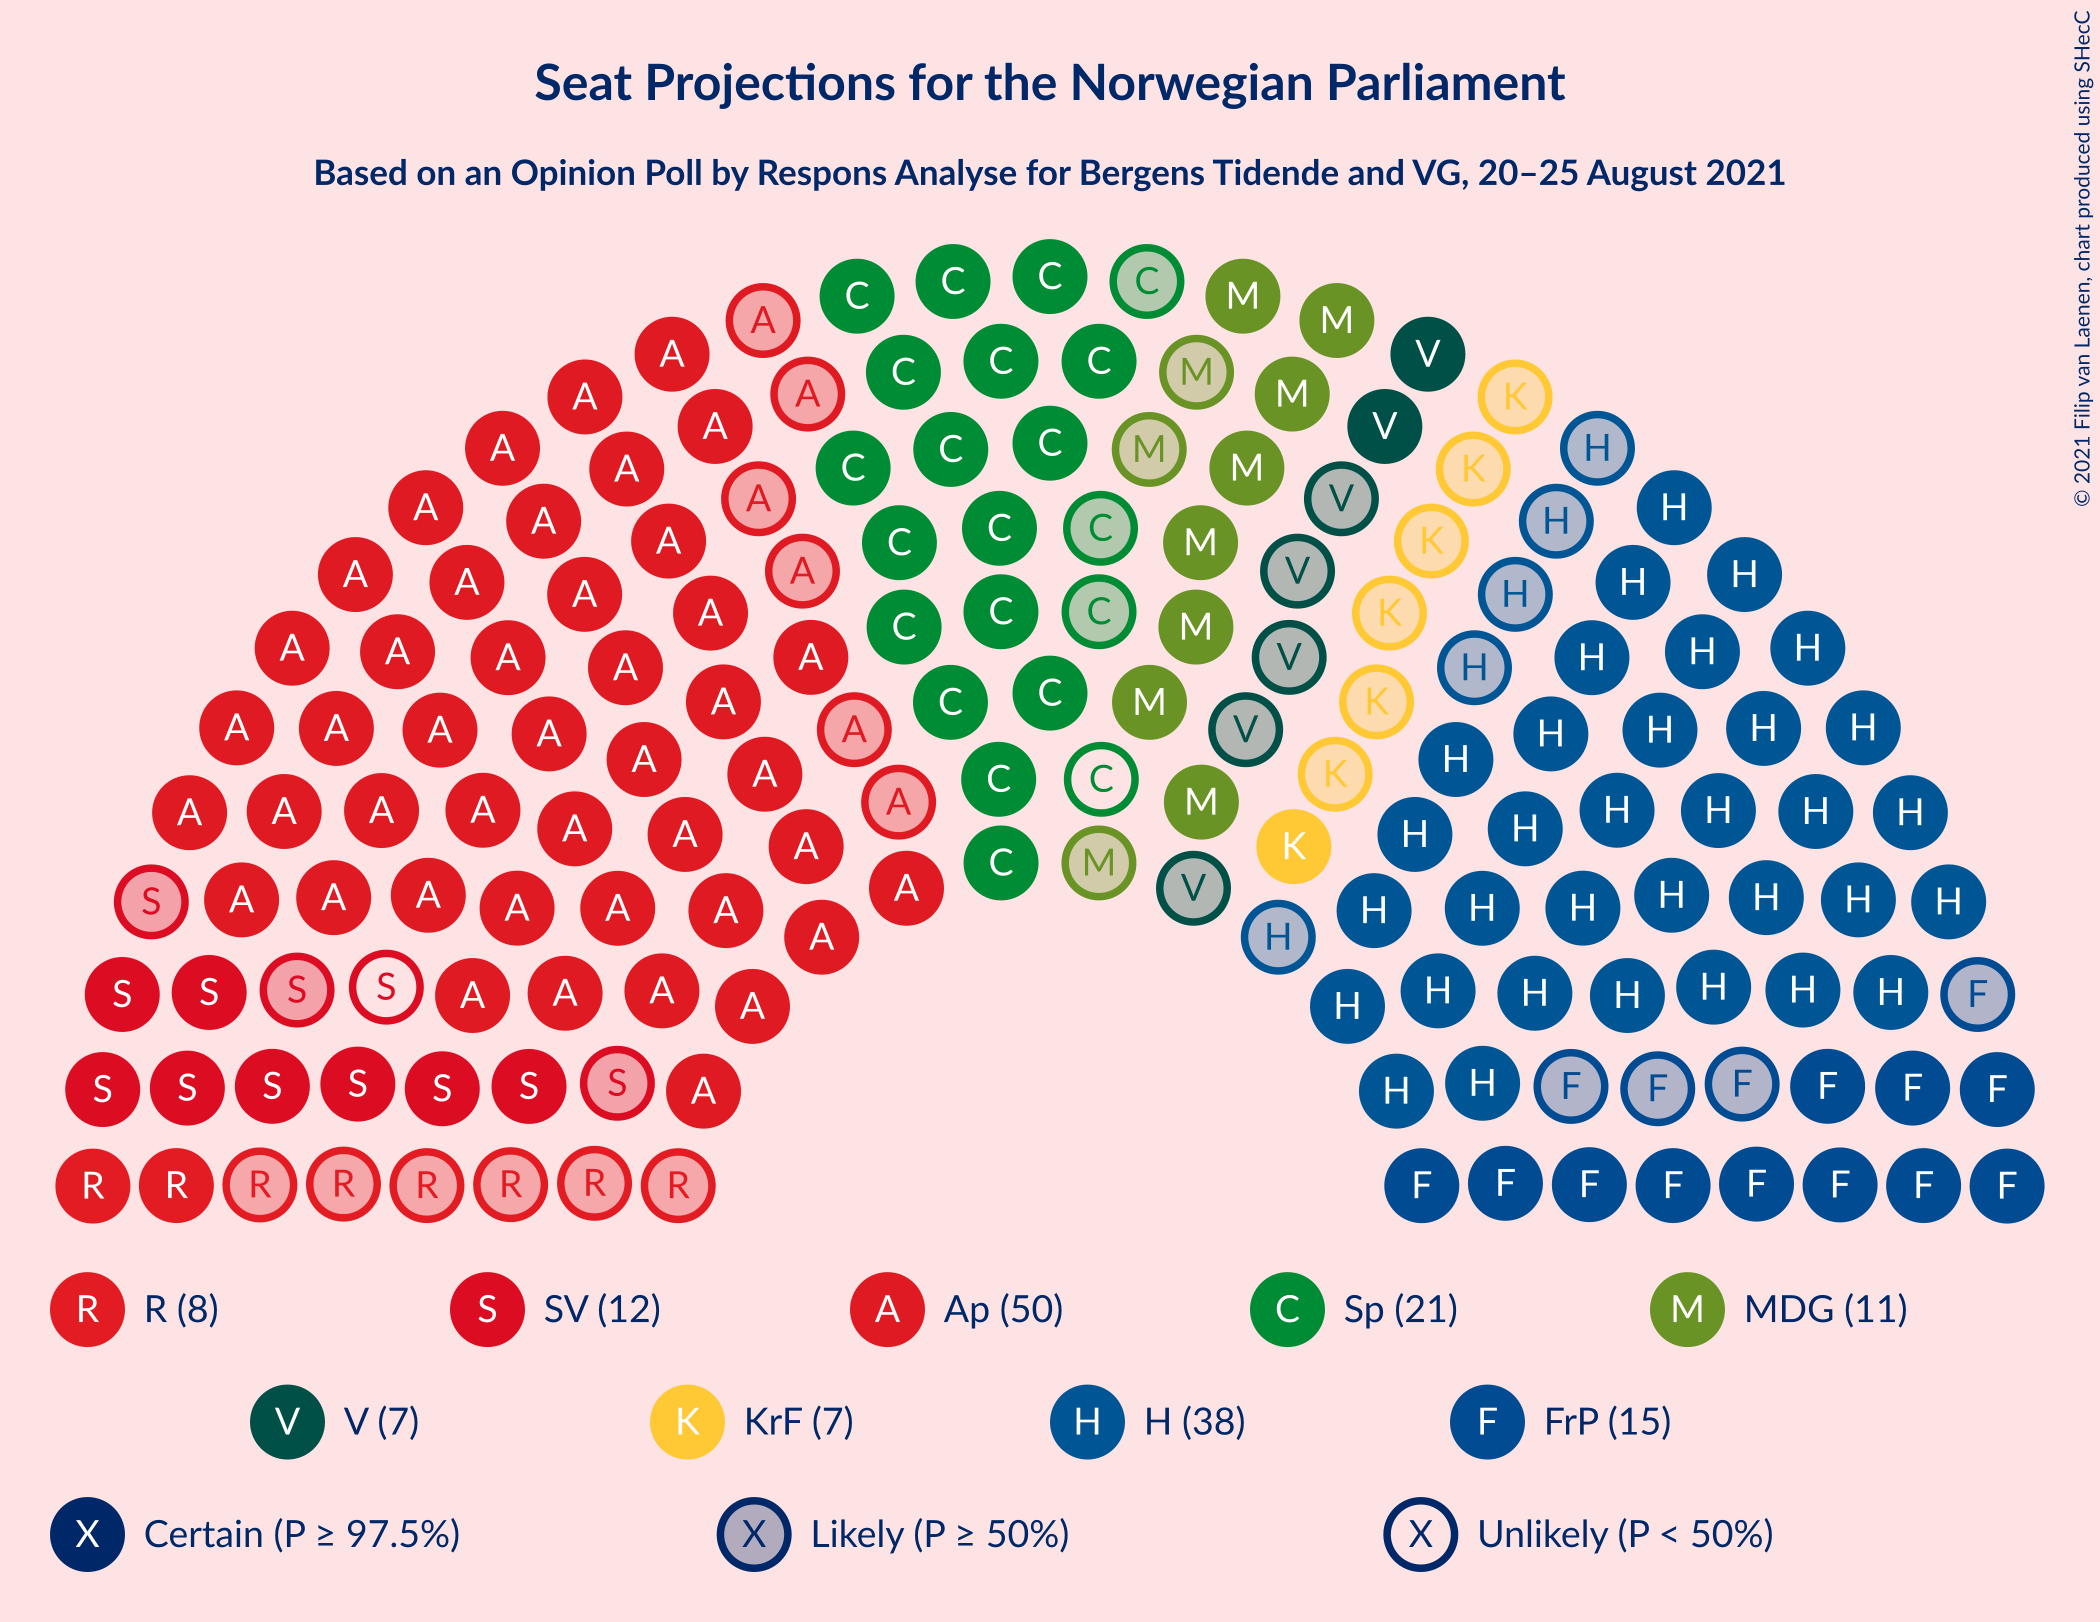 © 2021 Filip van Laenen, chart produced using SHecC
Seat Projections for the Norwegian Parliament
Based on an Opinion Poll by Respons Analyse for Bergens Tidende and VG, 20–25 August 2021
C C C C M
A M
A C C C M V
A A M K
A A C C C M V H
A C M K
A A V H
A A C C C M K H
A A A V H H
A A C C C M K H
A A A A A V H H H H
A C C M K
A A A A A V H H H H
A A C C K H
A A A A A M H H H H
A A A K H H
C M
S A A A A A A A V H H H H H H H
A H
S S S S A A A A H H H H H H H F
S S S S S S S A H H F F F F F F
R R R R R R R R F F F F F F F F
R R (8) S SV (12) A Ap (50) C Sp (21) M MDG (11)
V V (7) K KrF (7) H H (38) F FrP (15)
X Certain (P ≥ 97.5%) X Likely (P ≥ 50%) X Unlikely (P < 50%)